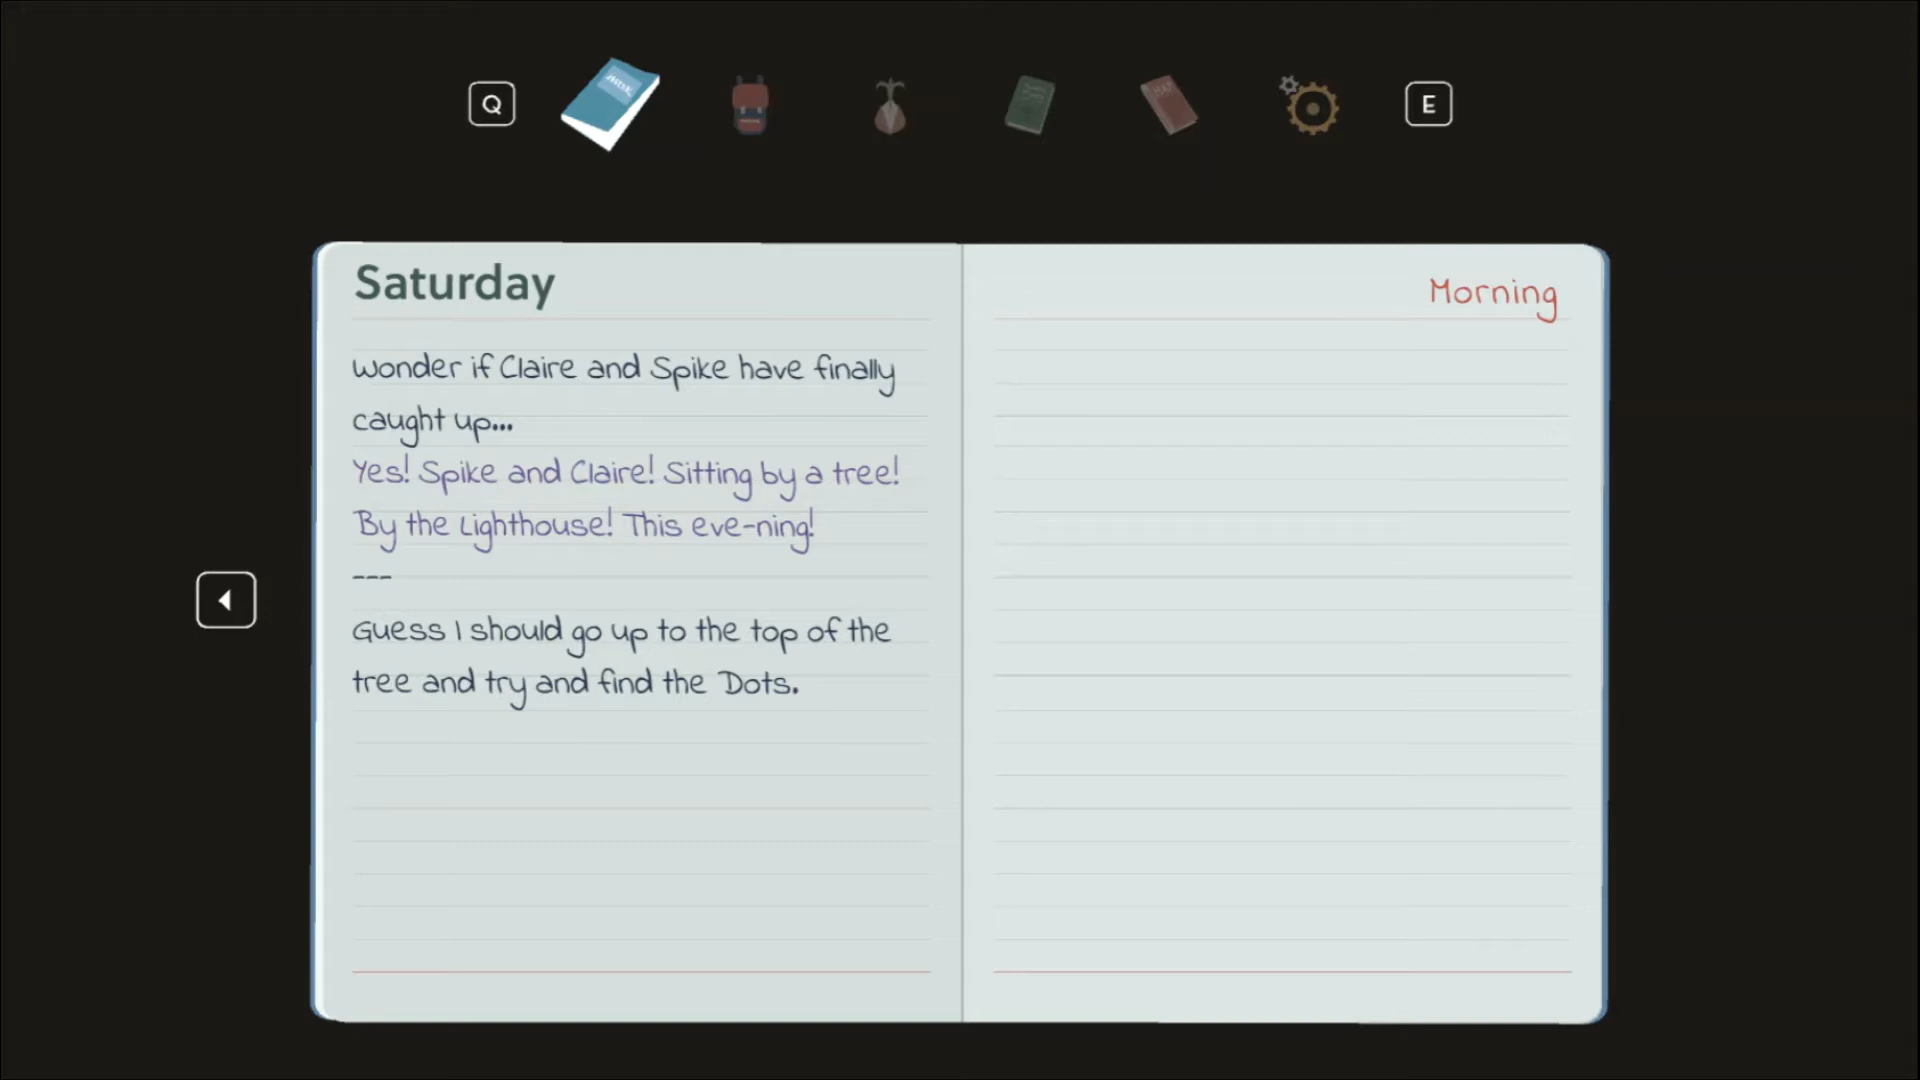 Q
E
Saturday
Morning
Wonder if Claire and Spike have finally
caught up...
Yes! Spike and Claire! Sitting by a tree!
By the Lighthouse! This eve-ning!
---
Guess I should go up to the top of the
tree and try and find the Dots.